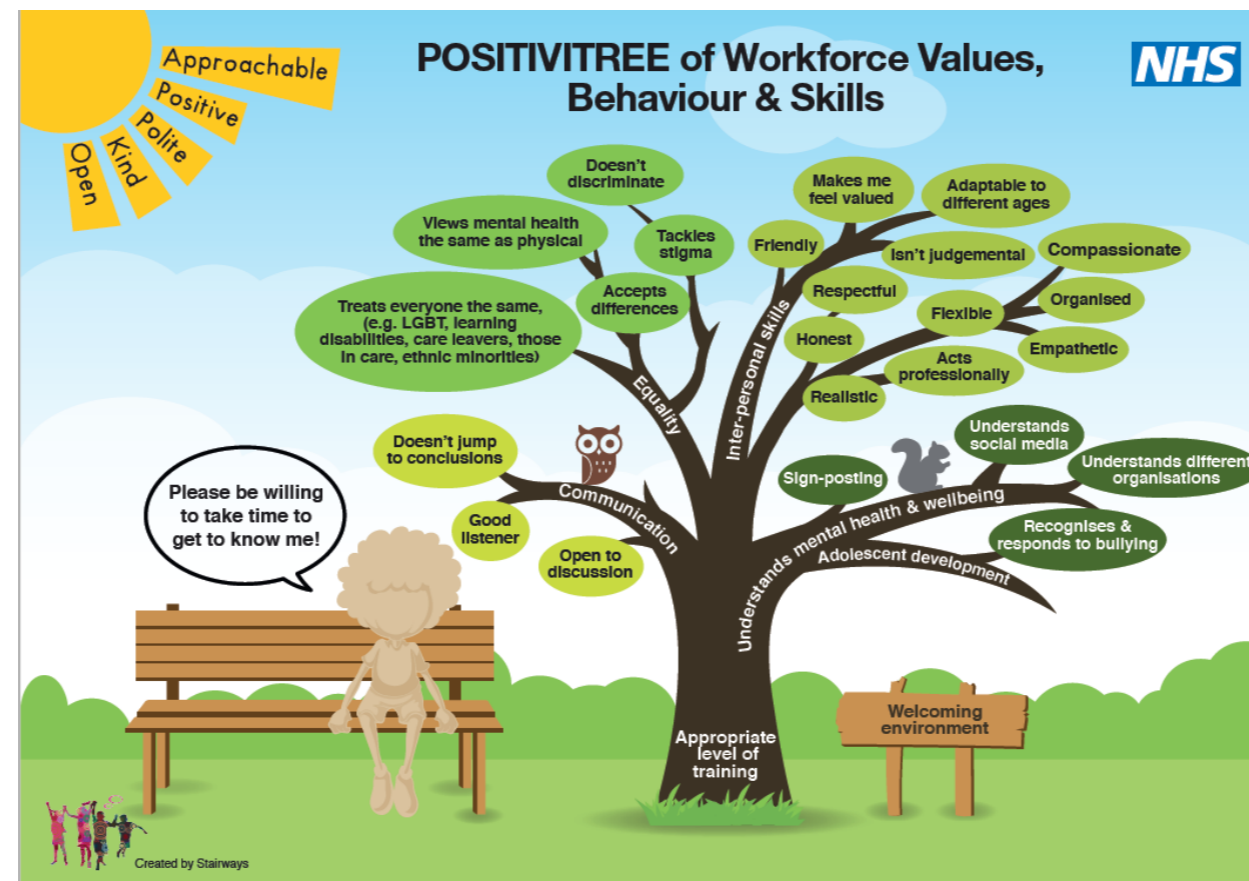 POSITIVITREE of Workforce Values,
Behaviour & Skills
NHS
Approachable
Positive
Polite
Kind
Open
Doesn't
discriminate
Views mental health
the same as physical
Tackles
stigma
Treats everyone the same,
(e.g. LGBT, learning
disabilities, care leavers, those
in care, ethnic minorities)
Accepts
differences
Equality
Makes me
feel valued
Adaptable to
different ages
Friendly
Isn't judgemental
Compassionate
Respectful
Flexible
Organised
Honest
Empathetic
Acts
professionally
Realistic
Inter-personal skills
Doesn't jump
to conclusions
Communication
Good
listener
Open to
discussion
Understands
social media
Sign-posting
Understands different
organisations
Recognises &
responds to bullying
Understands mental health & wellbeing
Adolescent development
Please be willing
to take time to
get to know me!
Appropriate
level of
training
Welcoming
environment
Created by Stairways